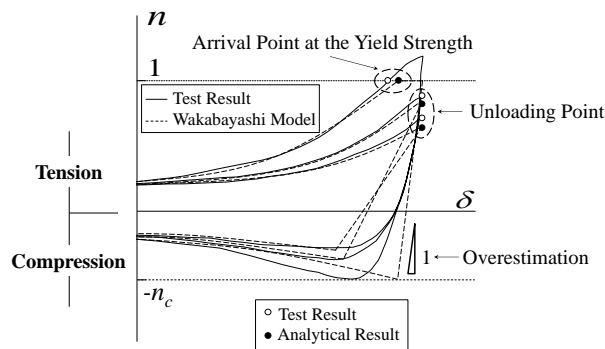 n
Arrival Point at the Yield Strength
1
Test Result
Wakabayashi Model
Unloading Point
Tension
δ
Compression
1
Overestimation
-n_c
Test Result
Analytical Result